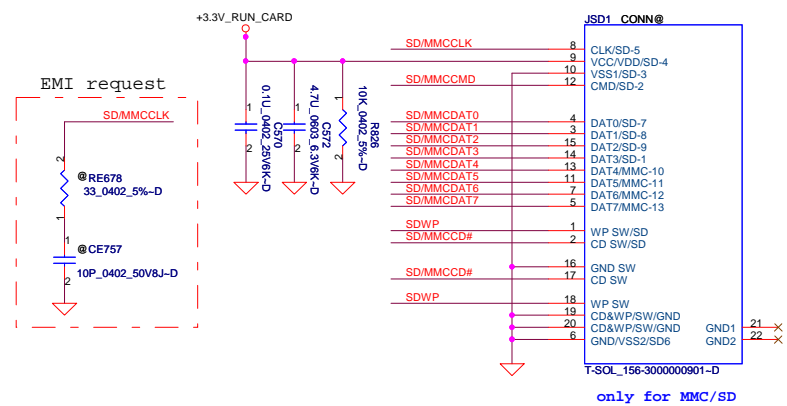 JSD1 CONN@
+3.3V_RUN_CARD
SD/MMCCLK 8 CLK/SD-5
9 VCC/VDD/SD-4
10 VSS1/SD-3
SD/MMCCMD 12 CMD/SD-2
EMI request
SD/MMCCLK
2
@RE678
33_0402_5%~D
1
1
@CE757
10P_0402_50V8J~D
2
1
2
0.1U_0402_25V6K~D
C570
1
2
4.7U_0603_6.3V6K~D
C572
1
2
10K_0402_5%~D
R826
SD/MMCDAT0 4 DAT0/SD-7
SD/MMCDAT1 3 DAT1/SD-8
SD/MMCDAT2 15 DAT2/SD-9
SD/MMCDAT3 14 DAT3/SD-1
SD/MMCDAT4 13 DAT4/MMC-10
SD/MMCDAT5 11 DAT5/MMC-11
SD/MMCDAT6 7 DAT6/MMC-12
SD/MMCDAT7 5 DAT7/MMC-13
SDWP 1 WP SW/SD
SD/MMCCD# 2 CD SW/SD
16 GND SW
SD/MMCCD# 17 CD SW
SDWP 18 WP SW
19 CD&WP/SW/GND
20 CD&WP/SW/GND GND1 21
6 GND/VSS2/SD6 GND2 22
T-SOL_156-3000000901~D
only for MMC/SD